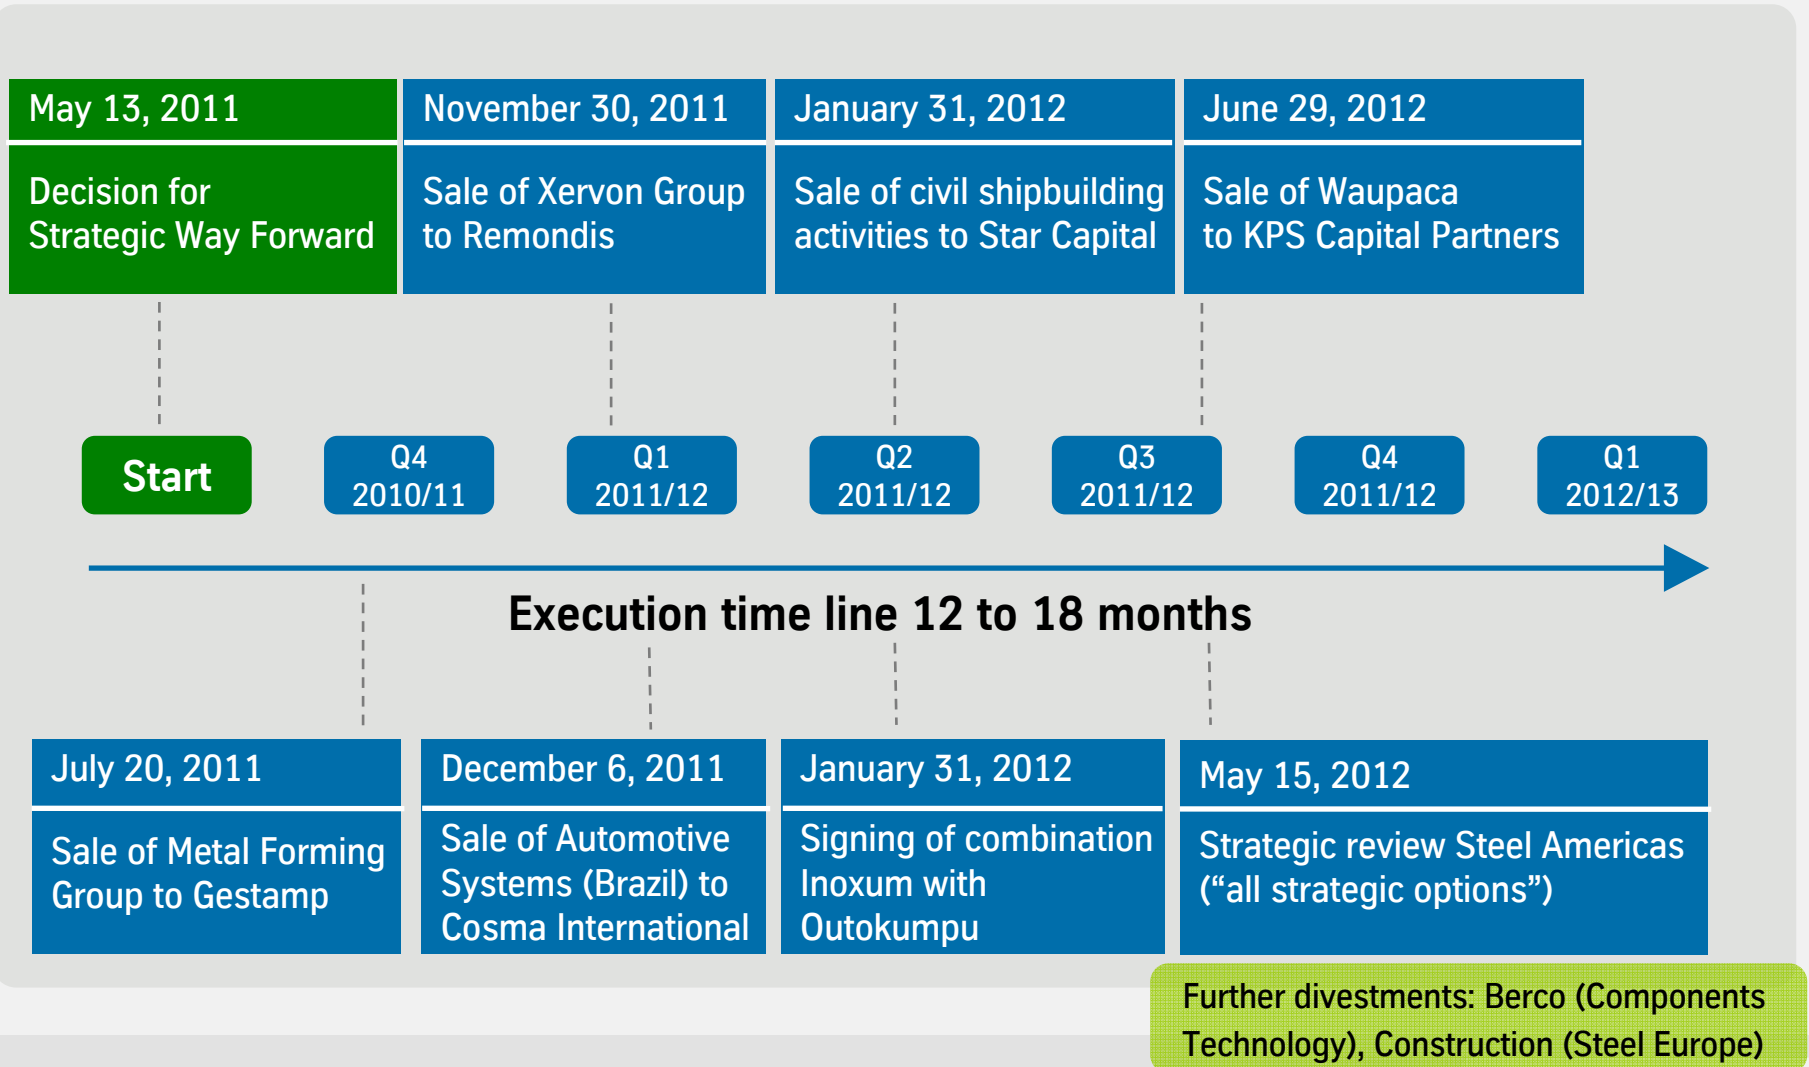 May 13, 2011
Decision for
Strategic Way Forward
November 30, 2011
Sale of Xervon Group
to Remondis
January 31, 2012
Sale of civil shipbuilding
activities to Star Capital
June 29, 2012
Sale of Waupaca
to KPS Capital Partners
Start
Q4
2010/11
Q1
2011/12
Q2
2011/12
Q3
2011/12
Q4
2011/12
Q1
2012/13
Execution time line 12 to 18 months
July 20, 2011
Sale of Metal Forming
Group to Gestamp
December 6, 2011
Sale of Automotive
Systems (Brazil) to
Cosma International
January 31, 2012
Signing of combination
Inoxum with
Outokumpu
May 15, 2012
Strategic review Steel Americas
(“all strategic options”)
Further divestments: Berco (Components
Technology), Construction (Steel Europe)